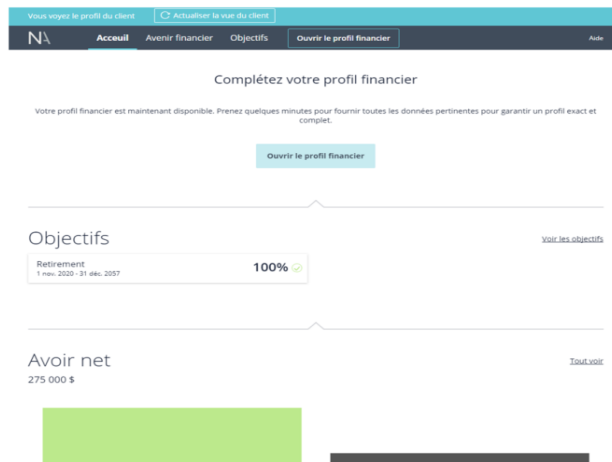 Vous voyez le profil du client Actualiser la vue du client
NA Acceuil Avenir financier Objectifs Ouvrir le profil financier Aide
Complétez votre profil financier
Votre profil financier est maintenant disponible. Prenez quelques minutes pour fournir toutes les données pertinentes pour garantir un profil exact et
complet.
Ouvrir le profil financier
Objectifs Voir les objectifs
Retirement 100%
1 nov. 2020 - 31 déc. 2057
Avoir net Tout voir
275 000 $